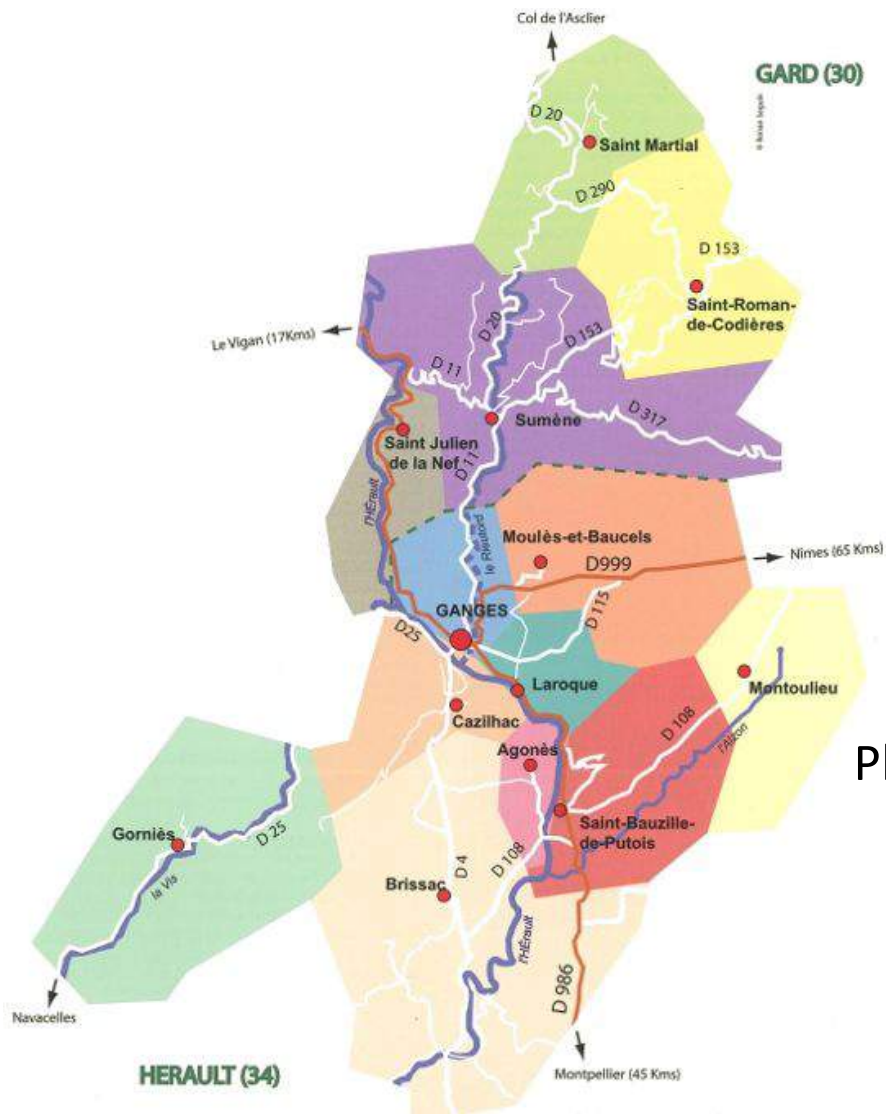 Col de l'Asclier
GARD (30)
D 20
Saint Martial
D 290
D 153
Saint-Roman-
de-Codières
Le Vigan (17Kms)
D 20
D 153
D 11
Sumène
D 317
Saint Julien
de la Nef
D 11
l'HÉrault
le Rieutord
Moulès-et-Baucels
D999
Nîmes (65 Kms)
GANGES
D25
D 115
Laroque
Montoulieu
Cazilhac
D 108
l'Alzon
Agonès
Pl
Saint-Bauzille-
de-Putois
Gorniès
D 25
la Vis
D 4
D 108
Brissac
l'HÉrault
D 986
Navacelles
HERAULT (34)
Montpellier (45 Kms)